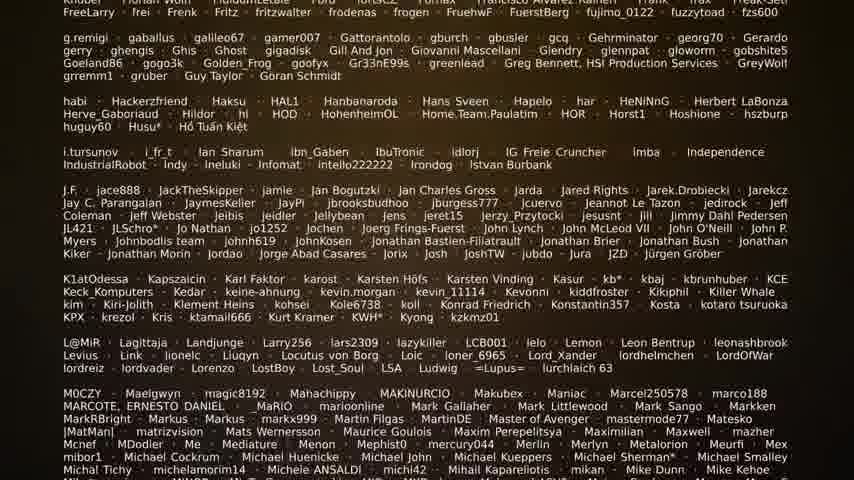 FreeLarry · frei · Frenk · Fritz · fritzwalter · frodenas · frogen · FruehwF · FuerstBerg · fujimo_0122 · fuzzytoad · fzs600
g.remigi · gaballus · galileo67 · gamer007 · Gattorantolo · gburch · gbusler · gcq · Gehrminator · georg70 · Gerardo
gerry · ghengis · Ghis · Ghost · gigadisk · Gill And Jon · Giovanni Mascellani · Glendry · glennpat · gloworm · gobshite5
Goeland86 · gogo3k · Golden_Frog · goofyx · Gr33nE99s · greenlead · Greg Bennett, HSI Production Services · GreyWolf
grremm1 · gruber · Guy Taylor · Göran Schmidt
habi · Hackerzfriend · Haksu · HAL1 · Hanbanaroda · Hans Sveen · Hapelo · har · HeNiNnG · Herbert LaBonza
Herve_Gaboriaud · Hildor · hl · HOD · HohenheimOL · Home.Team.Paulatim · HOR · Horst1 · Hoshione · hszburp
huguy60 · Husu* · Hồ Tuấn Kiệt
i.tursunov · i_fr_t · Ian Sharum · ibn_Gaben · IbuTronic · idlorj · IG Freie Cruncher · imba · Independence
IndustrialRobot · Indy · Ineluki · Infomat · intello222222 · Irondog · Istvan Burbank
J.F. · jace888 · JackTheSkipper · jamie · Jan Bogutzki · Jan Charles Gross · Jarda · Jared Rights · Jarek.Drobiecki · Jarekcz
Jay C. Parangalan · JaymesKeller · JayPi · jbrooksbudhoo · jburgess777 · Jcuervo · Jeannot Le Tazon · jedirock · Jeff
Coleman · Jeff Webster · Jeibis · jeidler · Jellybean · Jens · jeret15 · Jerzy_Przytocki · jesusnt · Jill · Jimmy Dahl Pedersen
JL421 · JLSchro* · Jo Nathan · jo1252 · Jochen · Joerg Frings-Fuerst · John Lynch · John McLeod VII · John O'Neill · John P.
Myers · Johnbodlis team · johnh619 · JohnKosen · Jonathan Bastien-Filiatrault · Jonathan Brier · Jonathan Bush · Jonathan
Kiker · Jonathan Morin · Jordao · Jorge Abad Casares · Jorix · Josh · JoshTW · jubdo · Jura · JZD · Jürgen Gröber
K1atOdessa · Kapszaicin · Karl Faktor · karost · Karsten Höfs · Karsten Vinding · Kasur · kb* · kbaj · kbrunhuber · KCE
Keck_Komputers · Kedar · keine-ahnung · kevin.morgan · kevin_11114 · Kevonni · kiddfroster · Kikiphil · Killer Whale
kim · Kiri-Jolith · Klement Heins · kohsei · Kole6738 · koll · Konrad Friedrich · Konstantin357 · Kosta · kotaro tsuruoka
KPX · krezol · Kris · ktamail666 · Kurt Kramer · KWH* · Kyong · kzkmz01
L@MiR · Lagittaja · Landjunge · Larry256 · lars2309 · lazykiller · LCB001 · lelo · Lemon · Leon Bentrup · leonashbrook
Levius · Link · lionelc · Liuqyn · Locutus von Borg · Loic · loner_6965 · Lord_Xander · lordhelmchen · LordOfWar
lordreiz · lordvader · Lorenzo · LostBoy · Lost_Soul · LSA · Ludwig · =Lupus= · lurchlaich 63
M0CZY · Maelgwyn · magic8192 · Mahachippy · MAKINURCIO · Makubex · Maniac · Marcel250578 · marco188
MARCOTE, ERNESTO DANIEL · _MaRiO · marioonline · Mark Gallaher · Mark Littlewood · Mark Sango · Markken
MarkRBright · Markus · Markus · markx999 · Martin Filgas · MartinDE · Master of Avenger · mastermode77 · Matesko
|MatMan| · matrizvision · Mats Wernersson · Maurice Goulois · Maxim Perepelitsya · Maximilian · Maxwell · mazher
Mcnef · MDodier · Me · Mediature · Menon · Mephist0 · mercury044 · Merlin · Merlyn · Metalorion · Meurfi · Mex
mibor1 · Michael Cockrum · Michael Huenicke · Michael John · Michael Kueppers · Michael Sherman* · Michael Smalley
Michal Tichy · michelamorim14 · Michele ANSALDI · michl42 · Mihail Kapareliotis · mikan · Mike Dunn · Mike Kehoe